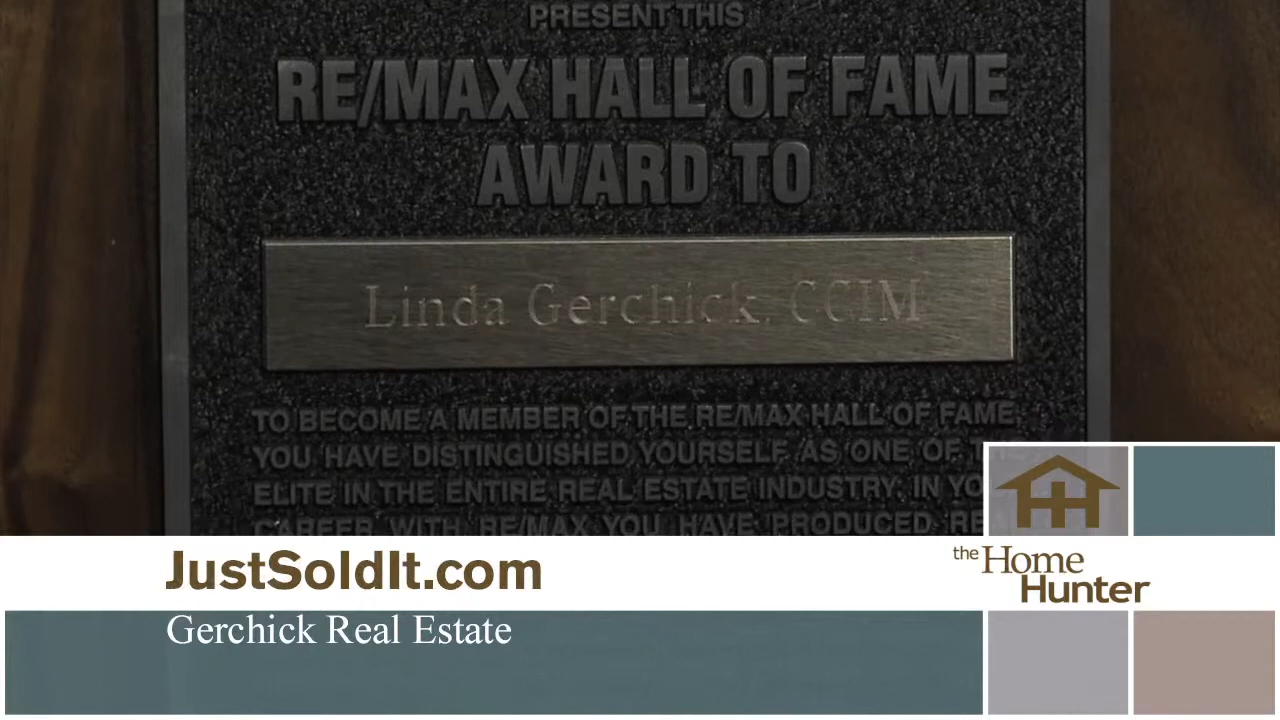 PRESENT THIS
RE/MAX HALL OF FAME
AWARD TO
Linda Gerchick, CCIM
TO BECOME A MEMBER OF THE RE/MAX HALL OF FAME,
YOU HAVE DISTINGUISHED YOURSELF AS ONE OF
ELITE IN THE ENTIRE REAL ESTATE INDUSTRY. IN
CAREER WITH RE/MAX YOU HAVE PRODUCED
JustSoldIt.com
Gerchick Real Estate
the Home
Hunter